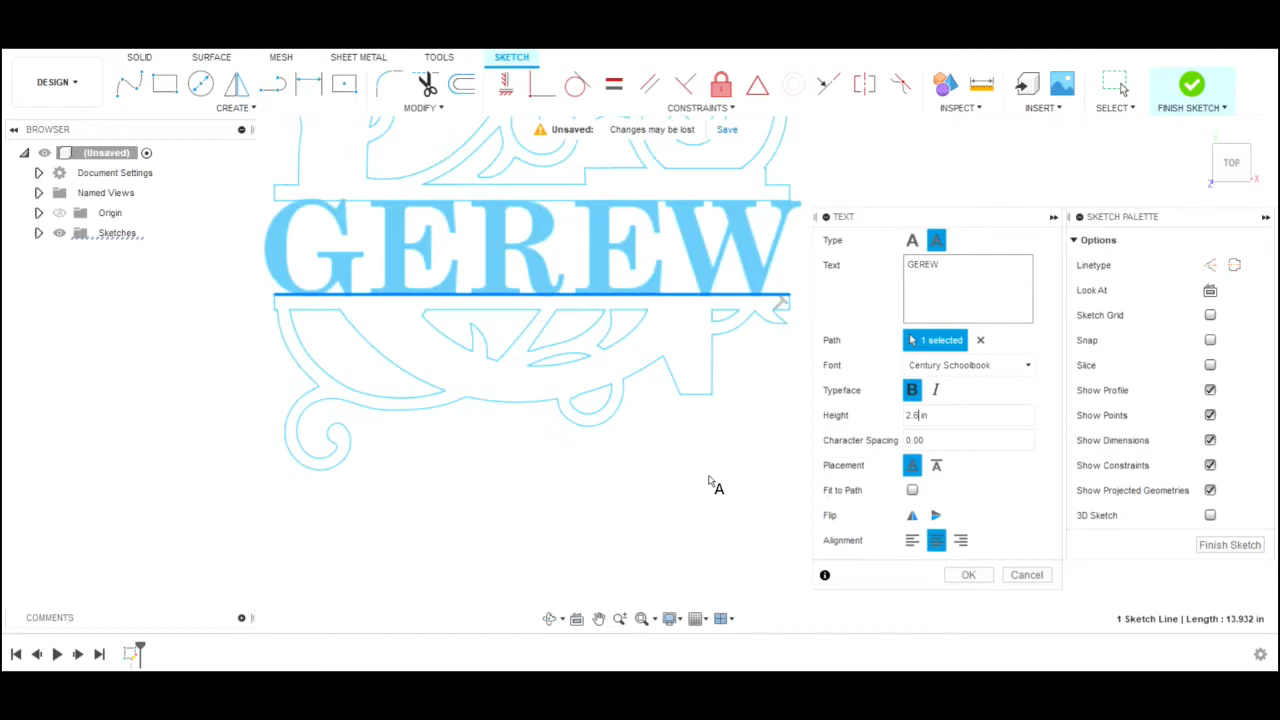 SOLID SURFACE MESH SHEET METAL TOOLS SKETCH
DESIGN
CREATE MODIFY CONSTRAINTS INSPECT INSERT SELECT FINISH SKETCH
BROWSER
Unsaved: Changes may be lost Save
(Unsaved)
Document Settings
Named Views
Origin
Sketches
TOP
Z X
GEREW
TEXT
Type A A
Text GEREW
Path 1 selected
Font Century Schoolbook
Typeface B I
Height 2.6 in
Character Spacing 0.00
Placement A A
Fit to Path
Flip
Alignment
OK Cancel
SKETCH PALETTE
Options
Linetype
Look At
Sketch Grid
Snap
Slice
Show Profile
Show Points
Show Dimensions
Show Constraints
Show Projected Geometries
3D Sketch
Finish Sketch
A
COMMENTS
1 Sketch Line | Length : 13.932 in